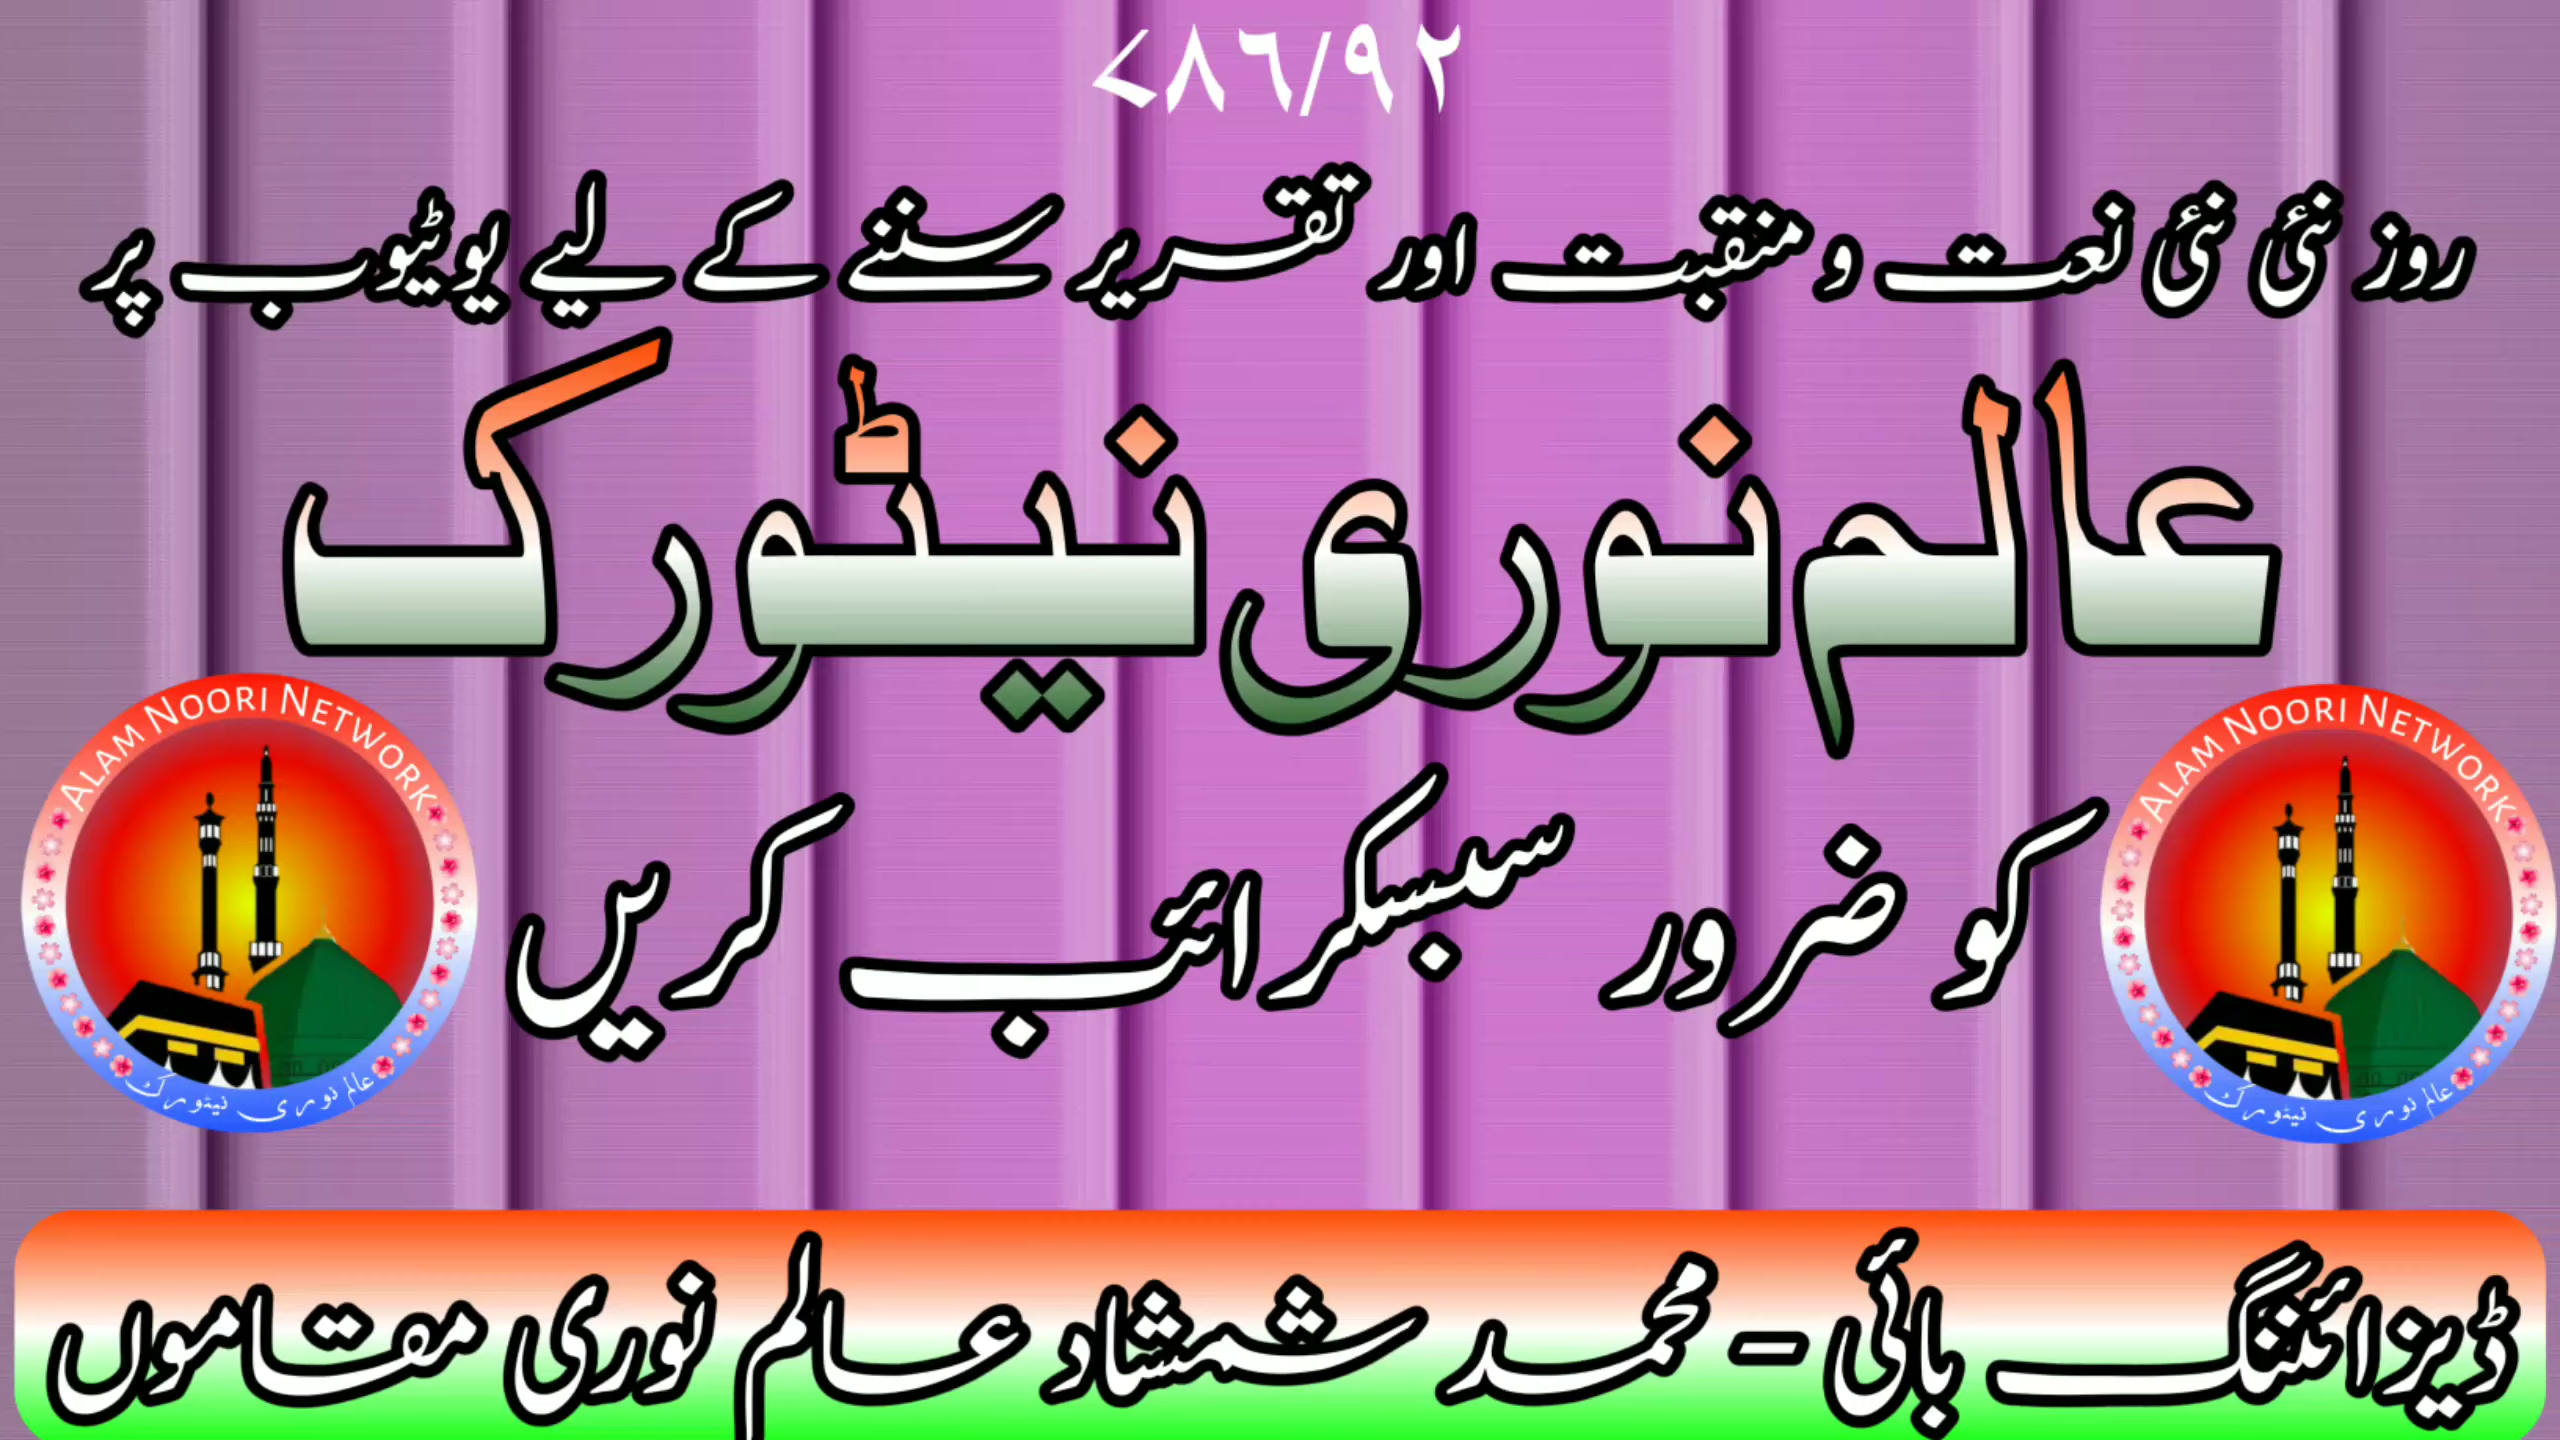 ۷۸٦/۹۲
روز نئی نئی نعت و منقبت اور تقریر سننے کے لیے یوٹیوب پر
عالم نوری نیٹورک
ALAM NOORI NETWORK
عالم نوری نیٹورک
ALAM NOORI NETWORK
عالم نوری نیٹورک
کو ضرور سبسکرائب کریں
ڈیزائننگ بائی - محمد شمشاد عالم نوری مقاموں